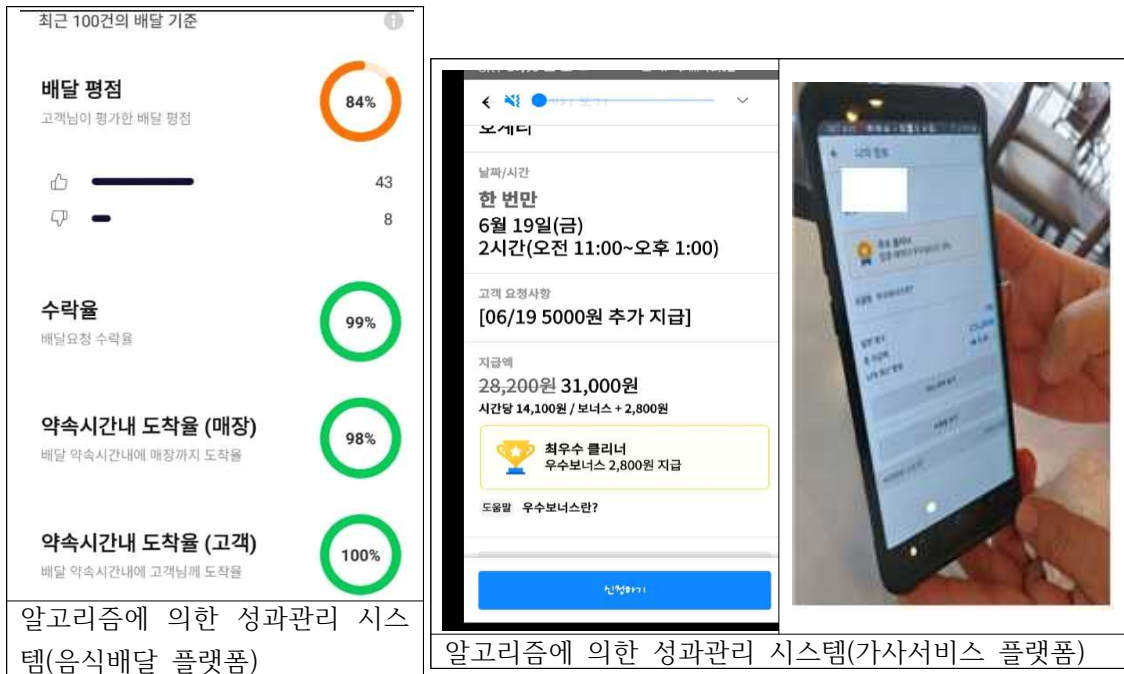 최근 100건의 배달 기준
배달 평점
고객님이 평가한 배달 평점
84%
43
8
수락율
배달요청 수락율
99%
약속시간내 도착율 (매장)
배달 약속시간내에 매장까지 도착율
98%
약속시간내 도착율 (고객)
배달 약속시간내에 고객님께 도착율
100%
알고리즘에 의한 성과관리 시스
템(음식배달 플랫폼)
날짜/시간
한 번만
6월 19일(금)
2시간(오전 11:00~오후 1:00)
고객 요청사항
[06/19 5000원 추가 지급]
지급액
28,200원 31,000원
시간당 14,100원 / 보너스 + 2,800원
최우수 클리너
우수보너스 2,800원 지급
도움말 우수보너스란?
신청하기
나의 정보
알고리즘에 의한 성과관리 시스템(가사서비스 플랫폼)